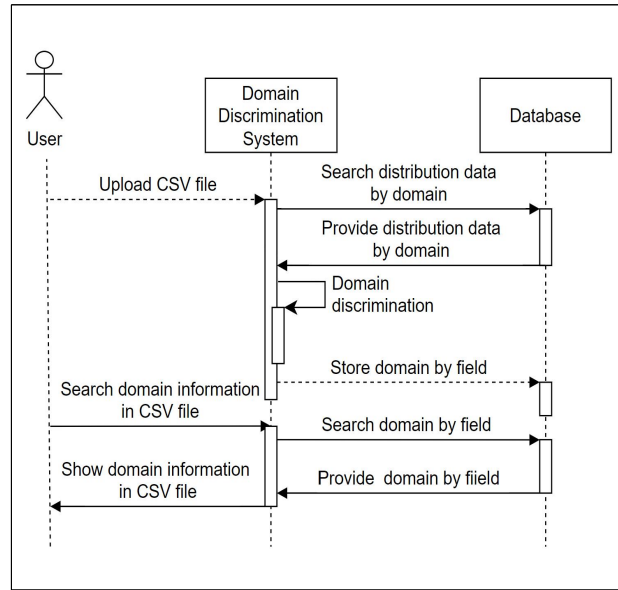 User
Domain
Discrimination
System
Database
Upload CSV file
Search distribution data
by domain
Provide distribution data
by domain
Domain
discrimination
Store domain by field
Search domain information
in CSV file
Search domain by field
Show domain information
in CSV file
Provide domain by fiield